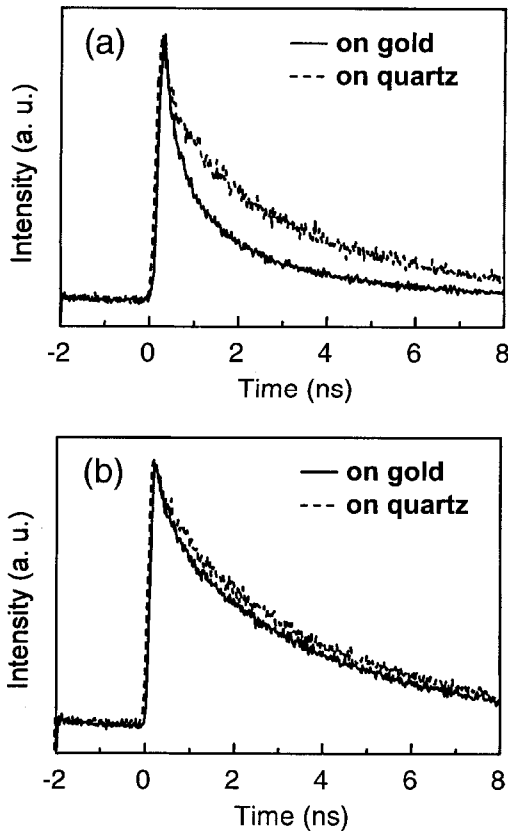 (a)
on gold
on quartz
Intensity (a. u.)
-2 0 2 4 6 8
Time (ns)
(b)
on gold
on quartz
Intensity (a. u.)
-2 0 2 4 6 8
Time (ns)